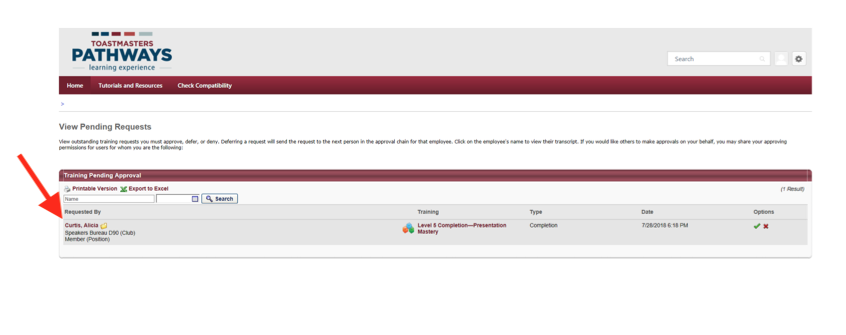 TOASTMASTERS
PATHWAYS
learning experience
Search
Home Tutorials and Resources Check Compatibility
>
View Pending Requests
View outstanding training requests you must approve, defer, or deny. Deferring a request will send the request to the next person in the approval chain for that employee. Click on the employee's name to view their transcript. If you would like others to make approvals on your behalf, you may share your approving
permissions for users for whom you are the following:
Training Pending Approval
Printable Version Export to Excel (1 Result)
Name Search
Requested By Training Type Date Options
Curtis, Alicia Level 5 Completion—Presentation Completion 7/28/2018 6:18 PM
Speakers Bureau D90 (Club) Mastery
Member (Position)